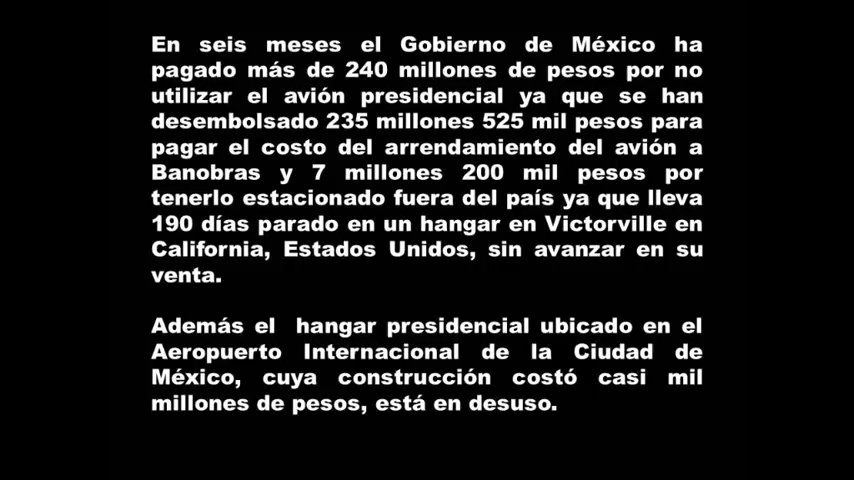 En seis meses el Gobierno de México ha
pagado más de 240 millones de pesos por no
utilizar el avión presidencial ya que se han
desembolsado 235 millones 525 mil pesos para
pagar el costo del arrendamiento del avión a
Banobras y 7 millones 200 mil pesos por
tenerlo estacionado fuera del país ya que lleva
190 días parado en un hangar en Victorville en
California, Estados Unidos, sin avanzar en su
venta.
Además el hangar presidencial ubicado en el
Aeropuerto Internacional de la Ciudad de
México, cuya construcción costó casi mil
millones de pesos, está en desuso.